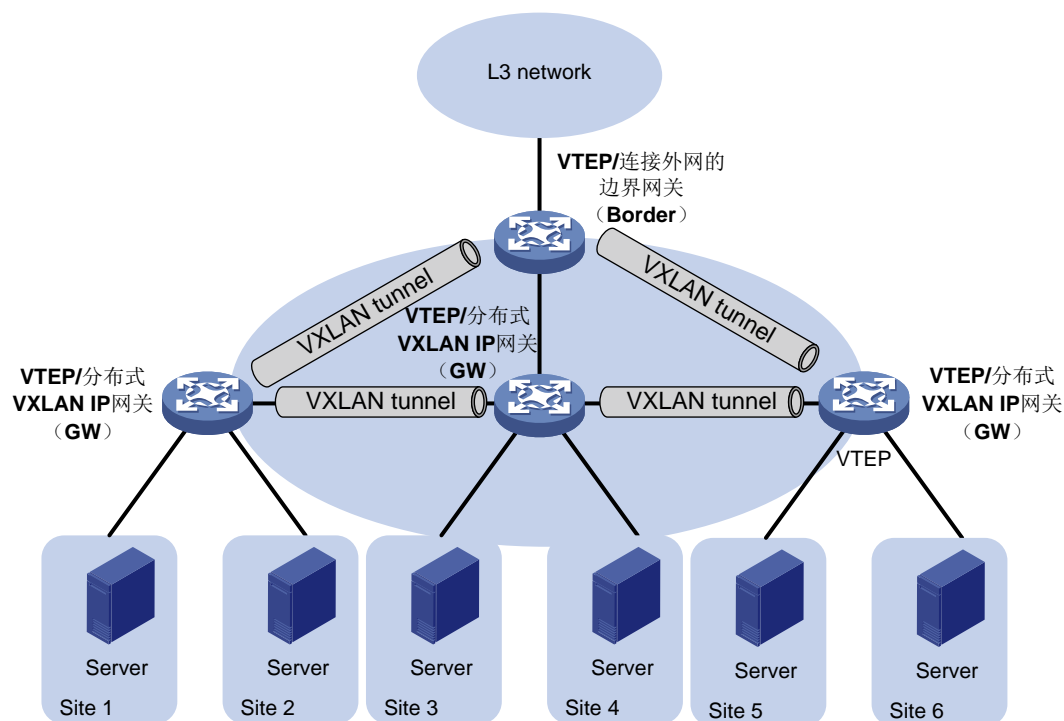 L3 network
VTEP/连接外网的
边界网关
（Border）
VXLAN tunnel
VXLAN tunnel
VTEP/分布式
VXLAN IP网关
（GW）
VTEP/分布式
VXLAN IP网关
（GW）
VXLAN tunnel
VXLAN tunnel
VTEP/分布式
VXLAN IP网关
（GW）
VTEP
Server
Site 1
Server
Site 2
Server
Site 3
Server
Site 4
Server
Site 5
Server
Site 6